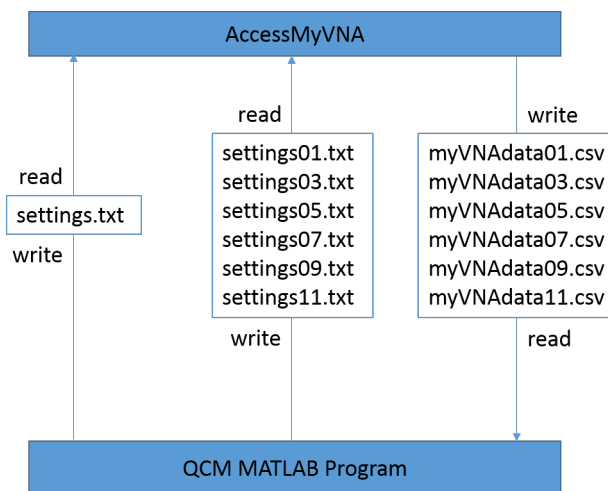 AccessMyVNA
read
settings.txt
write
read
settings01.txt
settings03.txt
settings05.txt
settings07.txt
settings09.txt
settings11.txt
write
write
myVNAdata01.csv
myVNAdata03.csv
myVNAdata05.csv
myVNAdata07.csv
myVNAdata09.csv
myVNAdata11.csv
read
QCM MATLAB Program